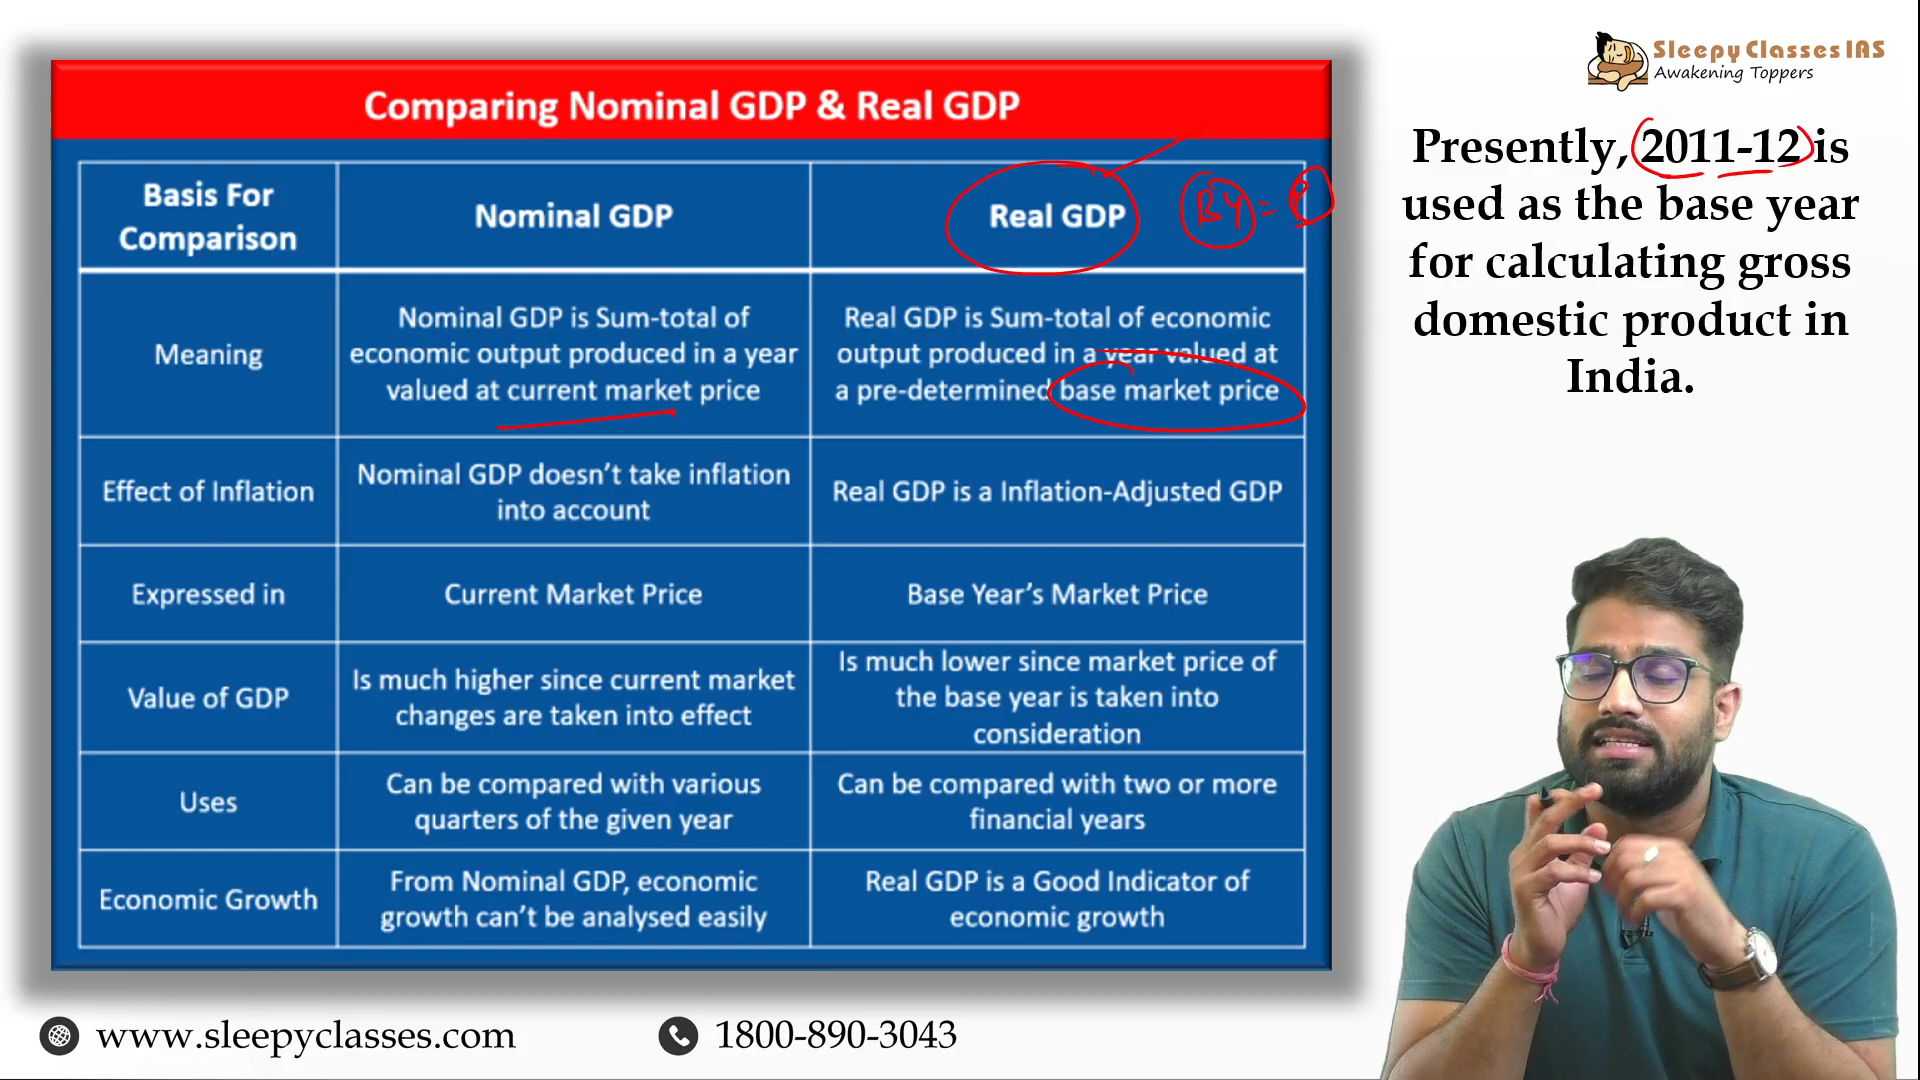 Sleepy Classes IAS
Awakening Toppers
Comparing Nominal GDP & Real GDP
Basis For
Comparison
Nominal GDP
Real GDP
BY =
Meaning
Nominal GDP is Sum-total of
economic output produced in a year
valued at current market price
Real GDP is Sum-total of economic
output produced in a year valued at
a pre-determined base market price
Effect of Inflation
Nominal GDP doesn't take inflation
into account
Real GDP is a Inflation-Adjusted GDP
Expressed in
Current Market Price
Base Year's Market Price
Value of GDP
Is much higher since current market
changes are taken into effect
Is much lower since market price of
the base year is taken into
consideration
Uses
Can be compared with various
quarters of the given year
Can be compared with two or more
financial years
Economic Growth
From Nominal GDP, economic
growth can't be analysed easily
Real GDP is a Good Indicator of
economic growth
Presently, 2011-12 is
used as the base year
for calculating gross
domestic product in
India.
www.sleepyclasses.com
1800-890-3043